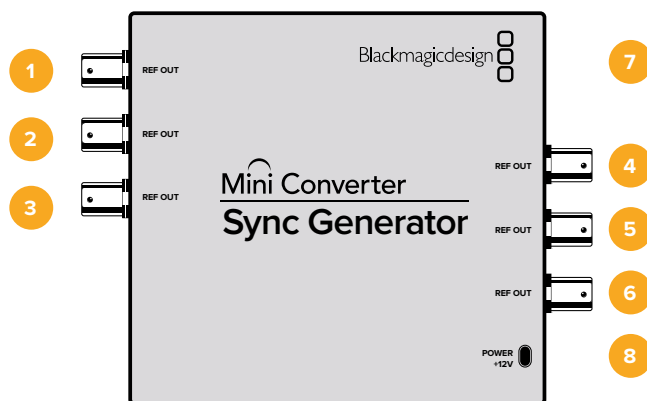 Blackmagicdesign
1
REF OUT
7
2
REF OUT
REF OUT
4
3
REF OUT
Mini Converter
Sync Generator
REF OUT
5
REF OUT
6
POWER
+12V
8